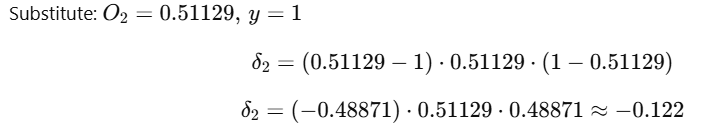 Substitute: O₂ = 0.51129, y = 1
δ₂ = (0.51129 − 1) · 0.51129 · (1 − 0.51129)
δ₂ = (−0.48871) · 0.51129 · 0.48871 ≈ −0.122